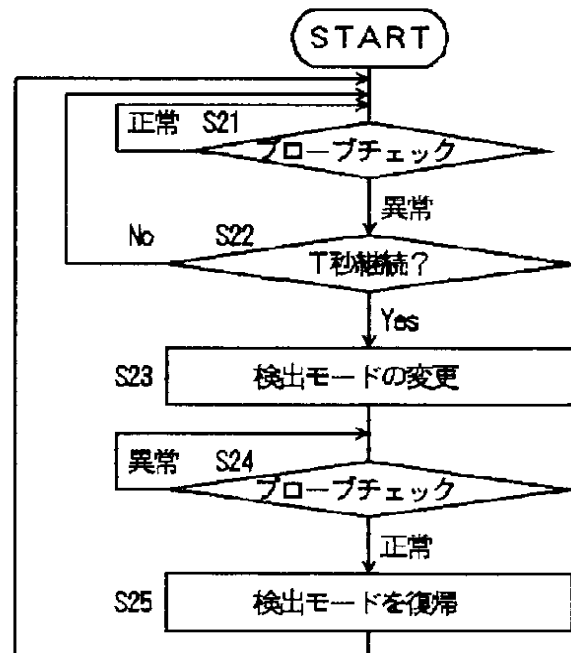 START
正常 S21
プローブチェック
異常
No S22
T秒継続？
Yes
S23 検出モードの変更
異常 S24
プローブチェック
正常
S25 検出モードを復帰